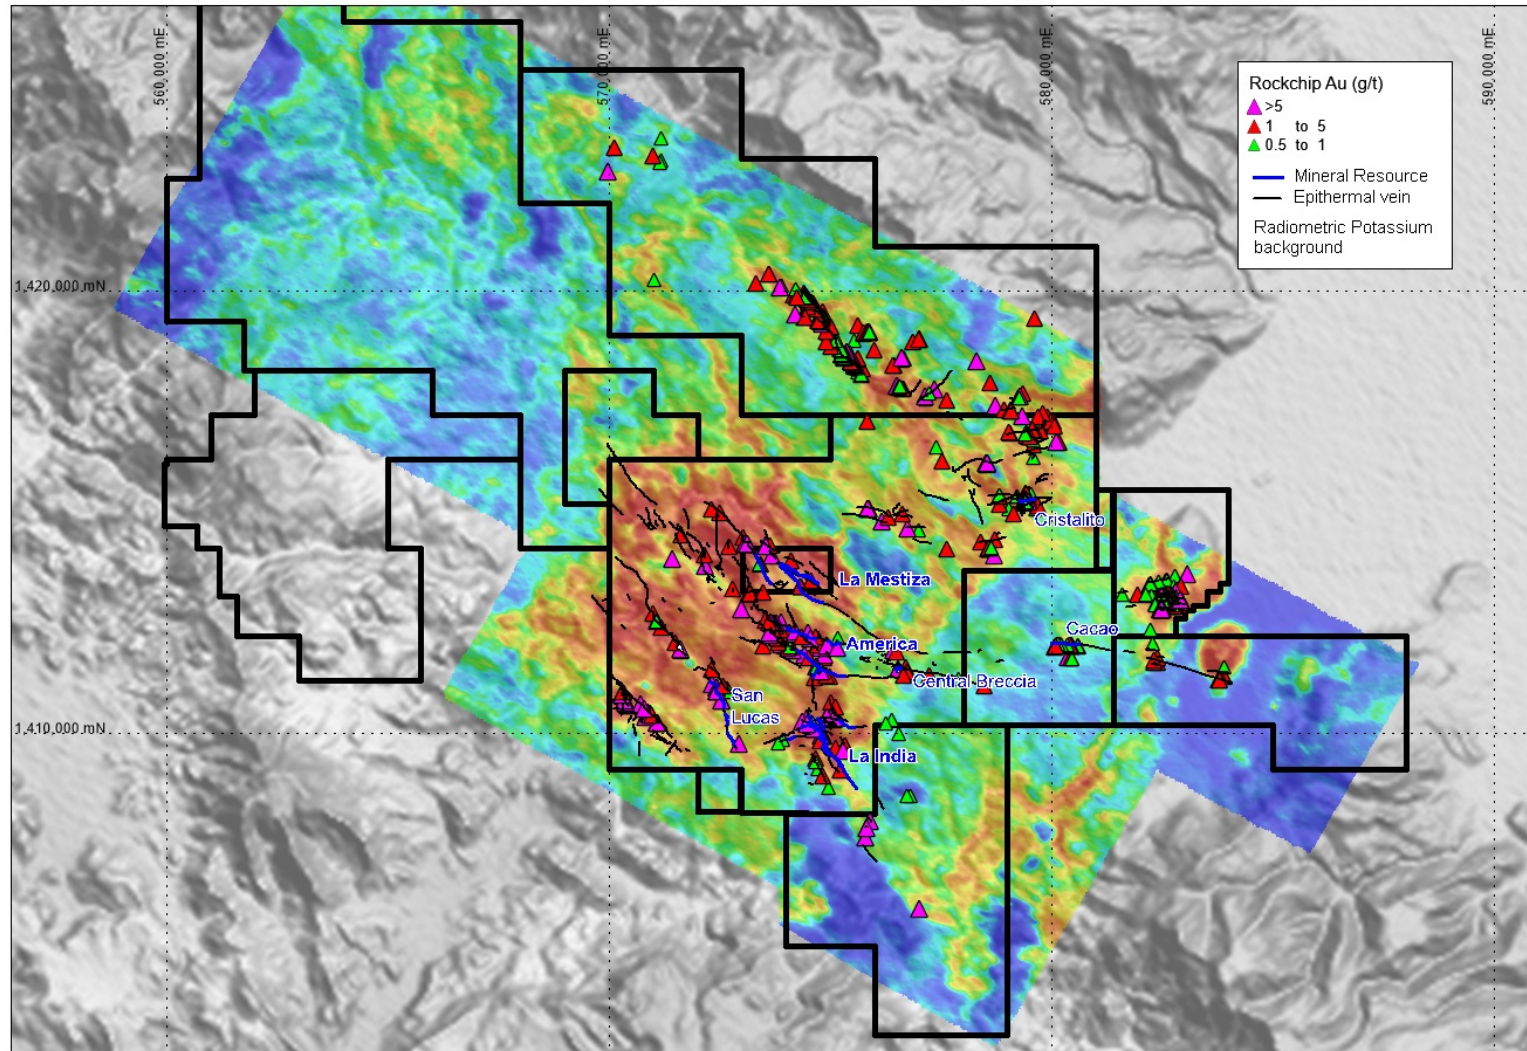 560,000 mE
570,000 mE
580,000 mE
590,000 mE
Rockchip Au (g/t)
>5
1 to 5
0.5 to 1
Mineral Resource
Epithermal vein
Radiometric Potassium
background
1,420,000 mN
Cristalito
La Mestiza
Cacao
America
Central Breccia
San
Lucas
1,410,000 mN
La India